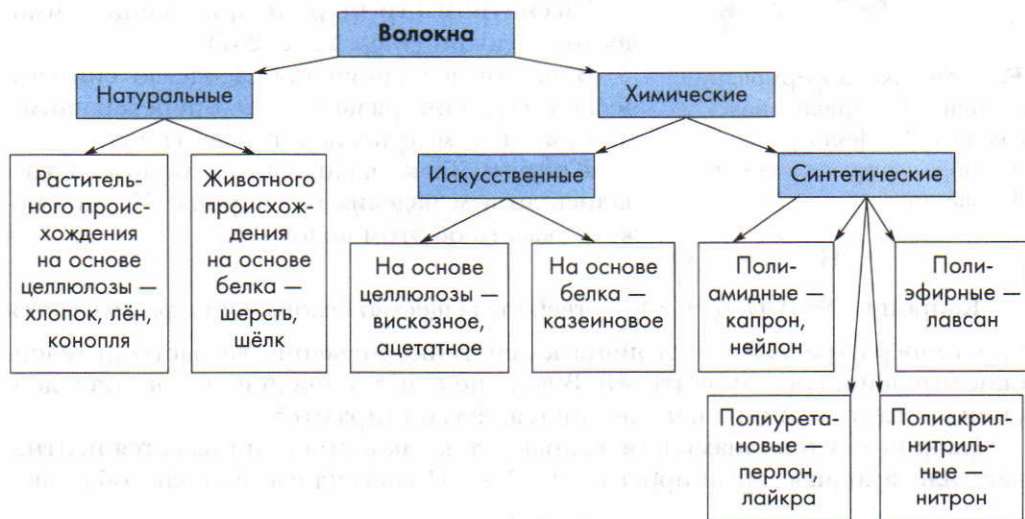 Волокна
Натуральные
Химические
Раститель-
ного проис-
хождения
на основе
целлюлозы —
хлопок, лён,
конопля
Животного
происхож-
дения
на основе
белка —
шерсть,
шёлк
Искусственные
Синтетические
На основе
целлюлозы —
вискозное,
ацетатное
На основе
белка —
казеиновое
Поли-
амидные —
капрон,
нейлон
Поли-
эфирные —
лавсан
Полиурета-
новые —
перлон,
лайкра
Полиакрил-
нитриль-
ные —
нитрон